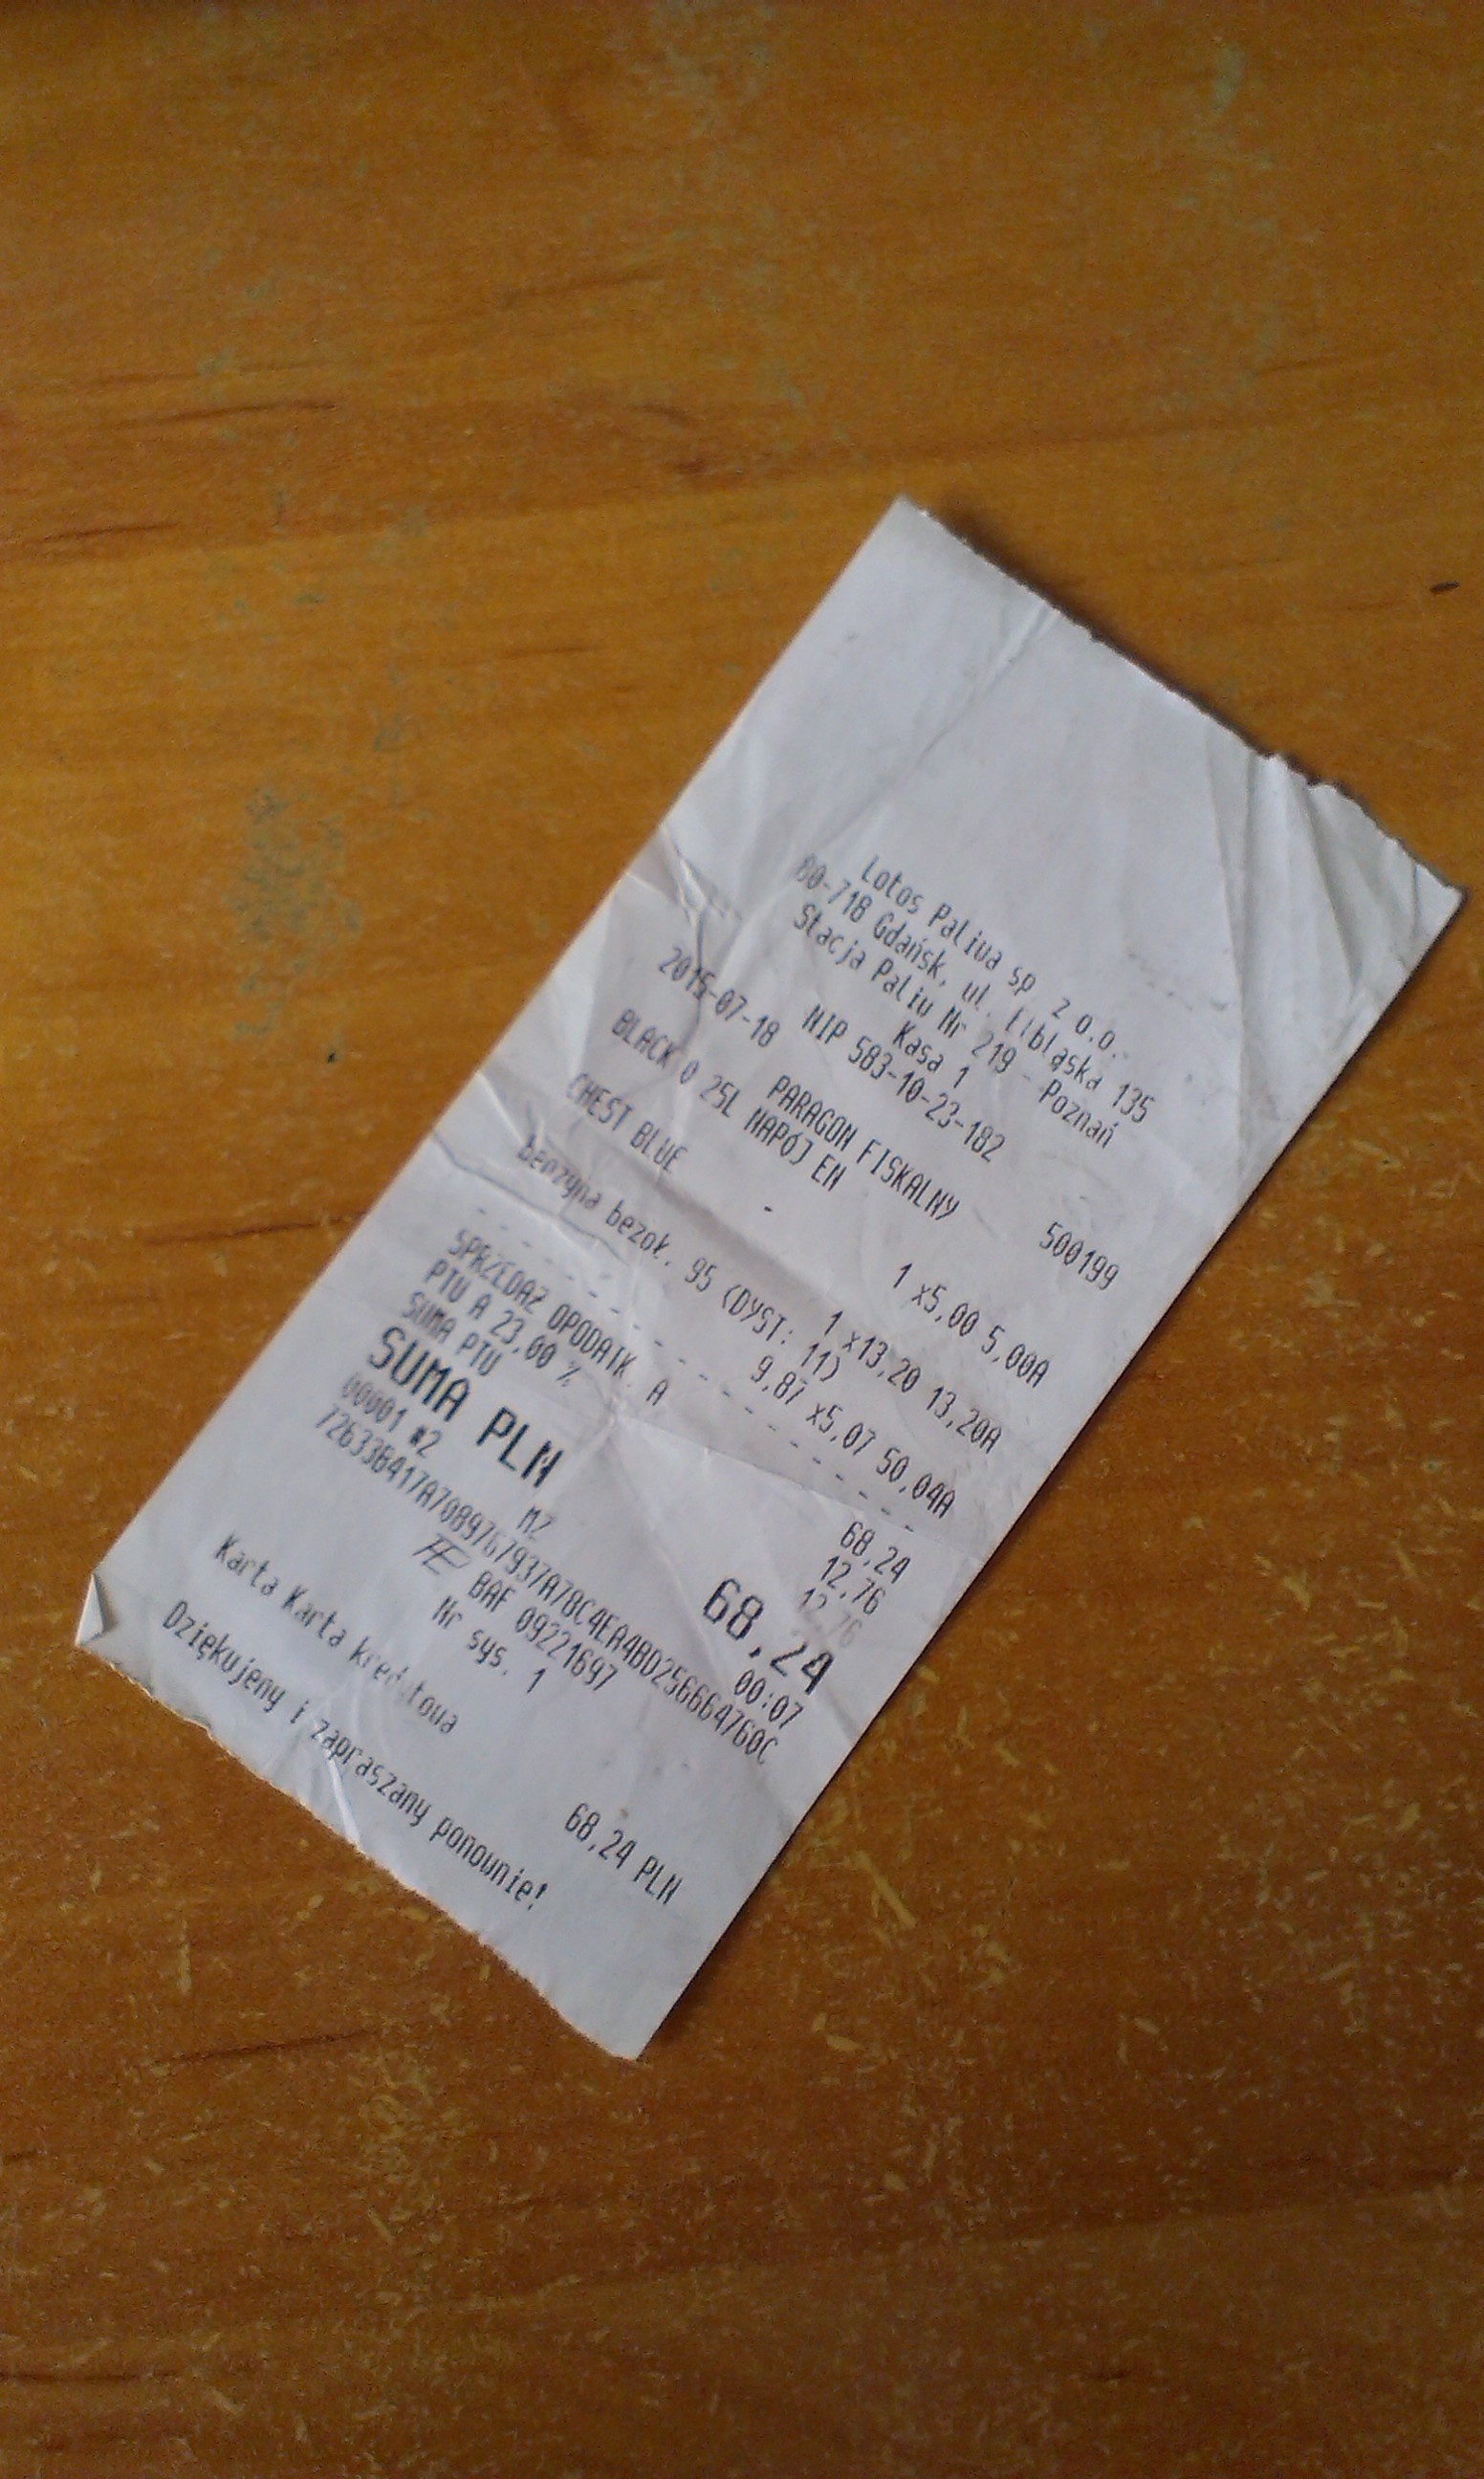 Lotos Paliwa sp. z o.o.
80-718 Gdańsk, ul. Elbląska 135
Stacja Paliw Nr 219 - Poznań
Kasa 1
NIP 583-10-23-182
2015-07-18 500199
PARAGON FISKALNY
BLACK 0 25L NAPÓJ EN
1 x5,00 5,00A
CHEST BLUE -
1 x13,20 13,20A
benzyna bezoł. 95 (DYST: 11)
9,87 x5,07 50,04A
SPRZEDAŻ OPODATK. A 68,24
PTU A 23,00 % 12,76
SUMA PTU 12,76
SUMA PLN 68,24
00001 #2 MZ 00:07
BAF 09221697
Nr sys. 1
Karta Karta kredytowa 68,24 PLN
Dziękujemy i zapraszamy ponownie!